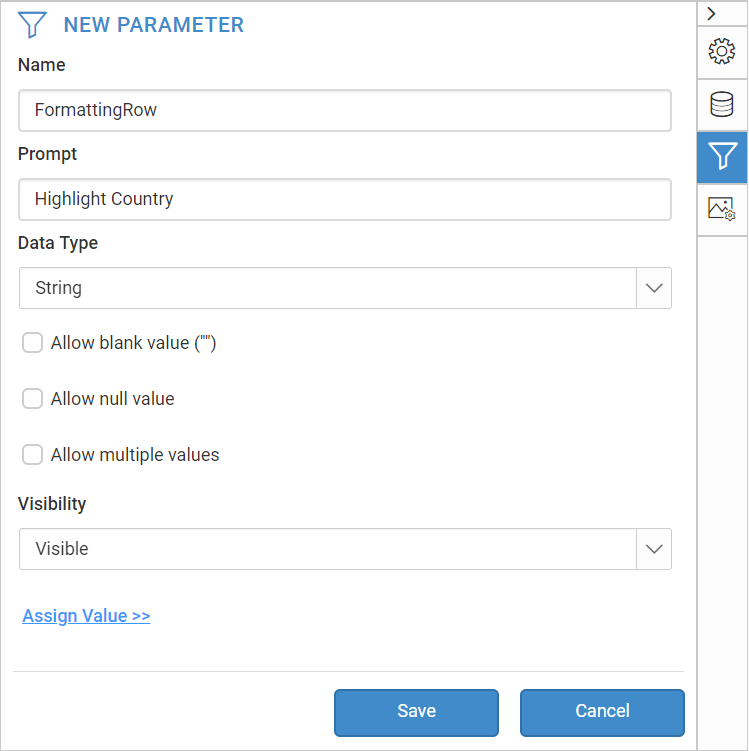 NEW PARAMETER
Name
FormattingRow
Prompt
Highlight Country
Data Type
String
Allow blank value ("")
Allow null value
Allow multiple values
Visibility
Visible
Assign Value >>
Save Cancel